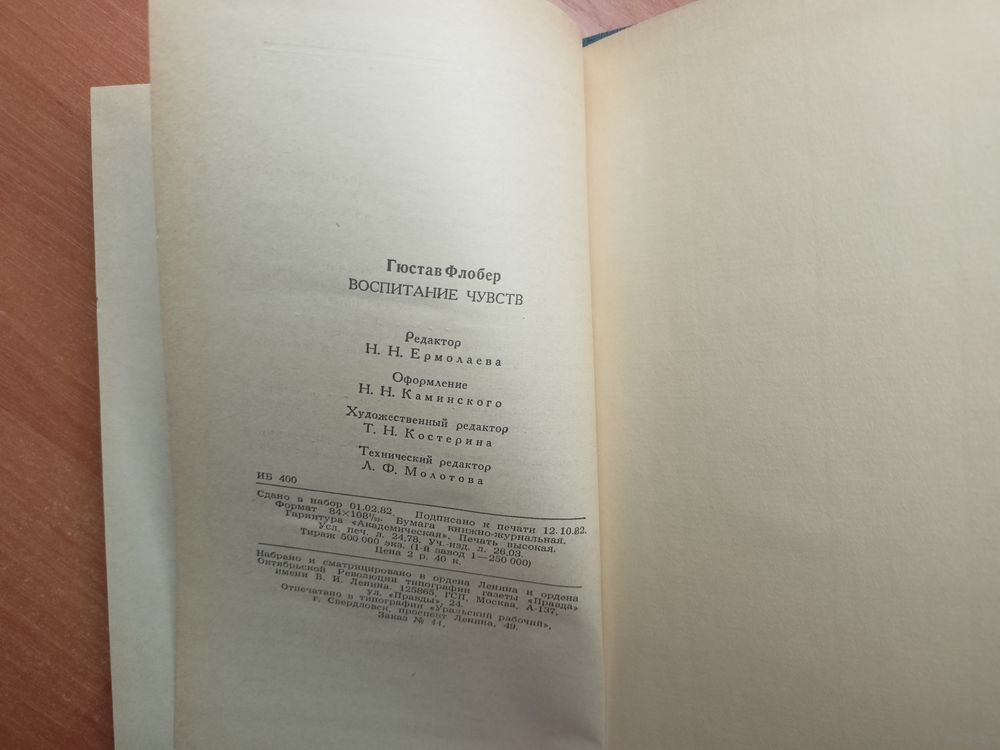 Гюстав Флобер
ВОСПИТАНИЕ ЧУВСТВ
Редактор
Н. Н. Ермолаева
Оформление
Н. Н. Каминского
Художественный редактор
Т. Н. Костерина
Технический редактор
Л. Ф. Молотова
ИБ 400
Сдано в набор 01.02.82. Подписано к печати 12.10.82.
Формат 84×108¹/₃₂. Бумага книжно-журнальная.
Гарнитура «Академическая». Печать высокая.
Усл. печ. л. 24,78. Уч.-изд. л. 26,03.
Тираж 500 000 экз. (1-й завод 1—250 000)
Цена 2 р. 40 к.
Набрано и сматрицировано в ордена Ленина и ордена
Октябрьской Революции типографии газеты «Правда»
имени В. И. Ленина. 125865, ГСП, Москва, А-137,
ул. «Правды», 24.
Отпечатано в типографии «Уральский рабочий»,
г. Свердловск, проспект Ленина, 49.
Заказ № 44.